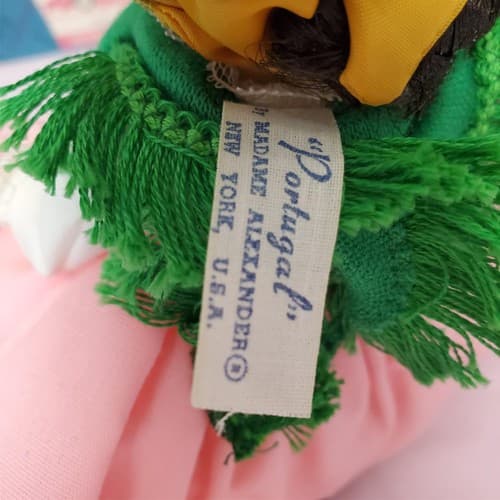 "Portugal"
by MADAME ALEXANDER®
NEW YORK, U.S.A.